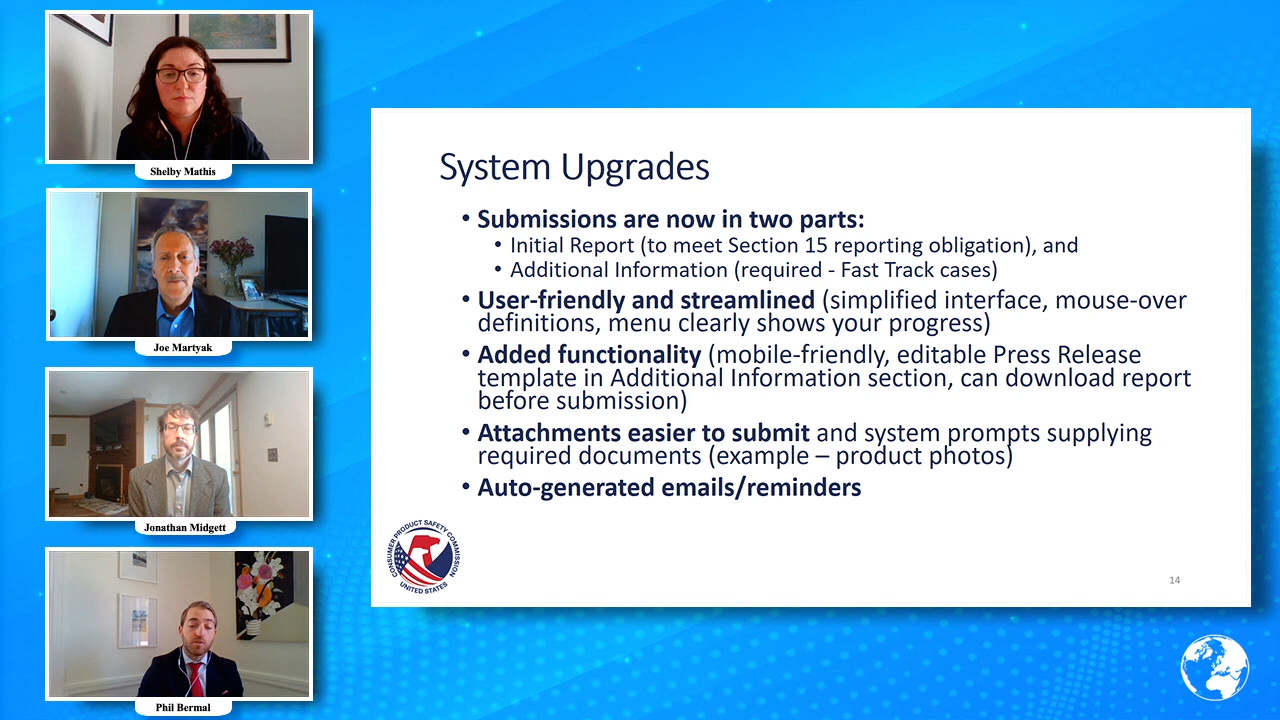 Shelby Mathis
Joe Martyak
Jonathan Midgett
Phil Bermal
System Upgrades
• Submissions are now in two parts:
• Initial Report (to meet Section 15 reporting obligation), and
• Additional Information (required - Fast Track cases)
• User-friendly and streamlined (simplified interface, mouse-over
definitions, menu clearly shows your progress)
• Added functionality (mobile-friendly, editable Press Release
template in Additional Information section, can download report
before submission)
• Attachments easier to submit and system prompts supplying
required documents (example – product photos)
• Auto-generated emails/reminders
CONSUMER PRODUCT SAFETY COMMISSION
UNITED STATES
14